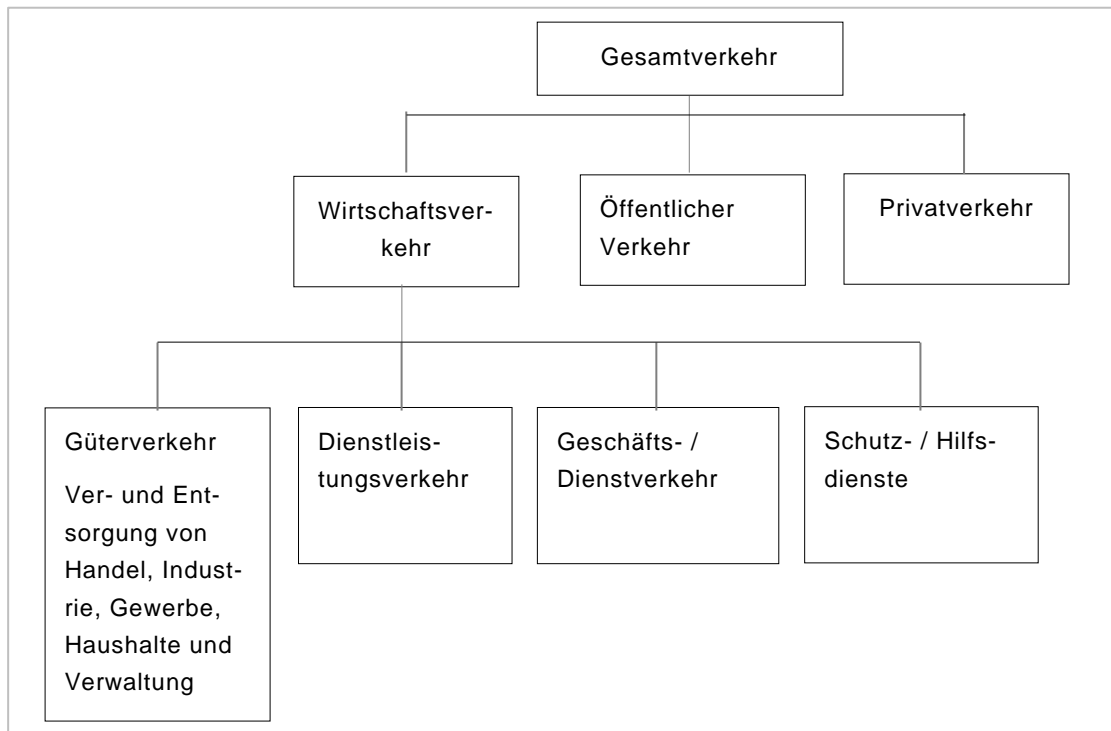 Gesamtverkehr
Wirtschaftsver-
kehr
Öffentlicher
Verkehr
Privatverkehr
Güterverkehr
Ver- und Ent-
sorgung von
Handel, Indust-
rie, Gewerbe,
Haushalte und
Verwaltung
Dienstleis-
tungsverkehr
Geschäfts- /
Dienstverkehr
Schutz- / Hilfs-
dienste